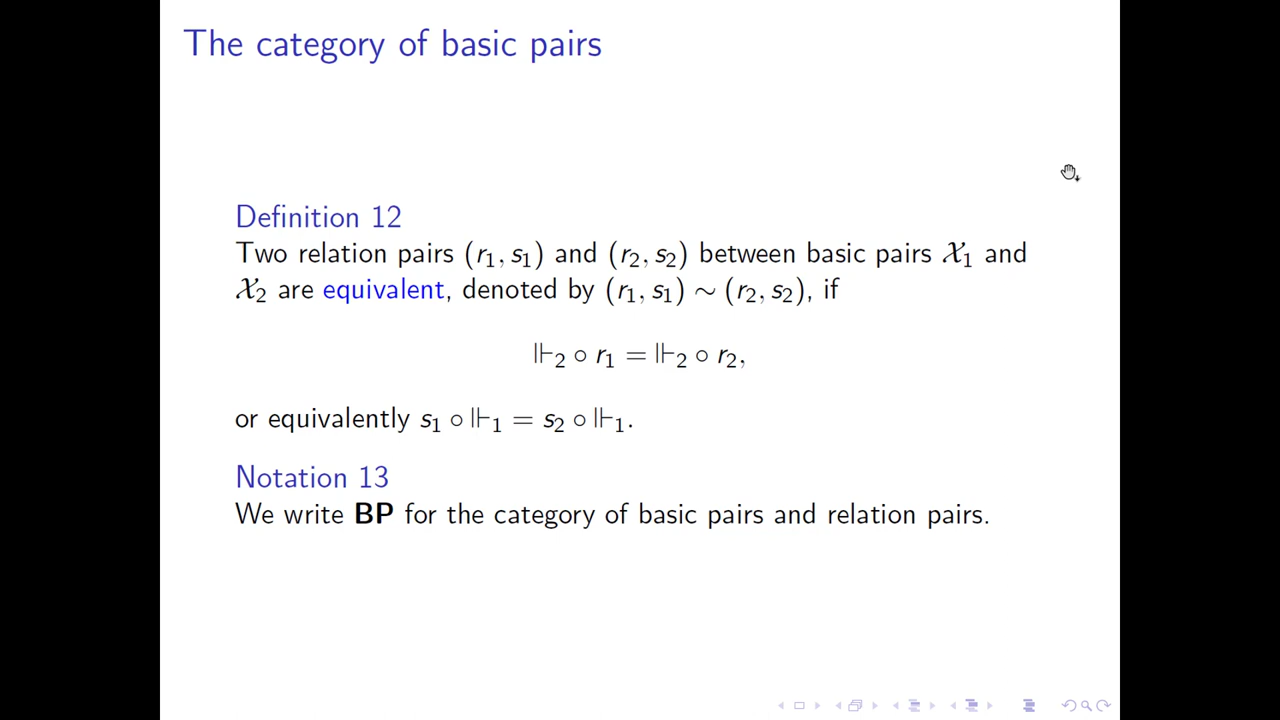 The category of basic pairs
Definition 12
Two relation pairs (r₁, s₁) and (r₂, s₂) between basic pairs 𝒳₁ and
𝒳₂ are equivalent, denoted by (r₁, s₁) ∼ (r₂, s₂), if
⊩₂ ∘ r₁ = ⊩₂ ∘ r₂,
or equivalently s₁ ∘ ⊩₁ = s₂ ∘ ⊩₁.
Notation 13
We write BP for the category of basic pairs and relation pairs.